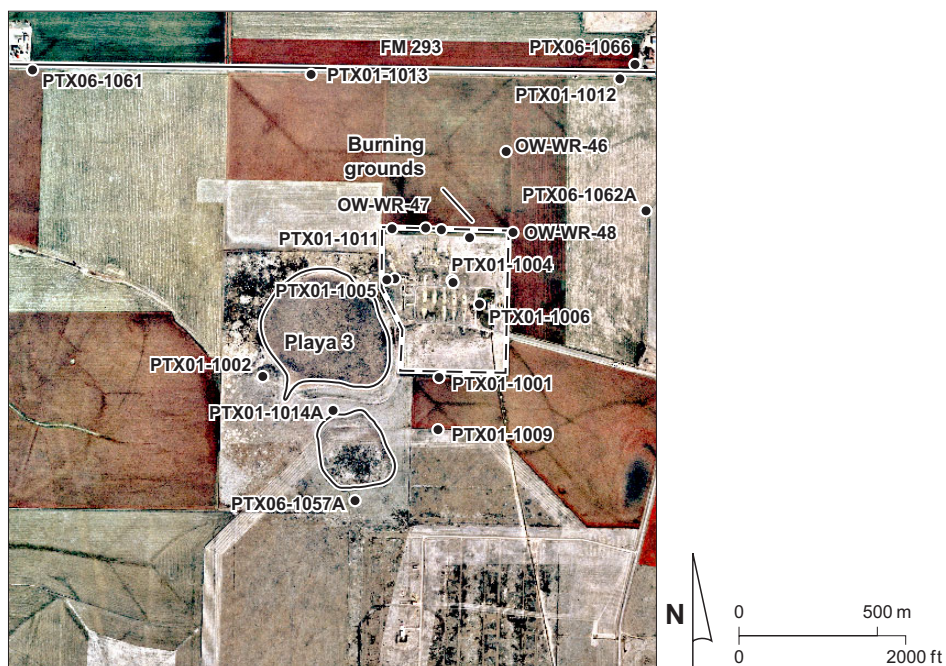 FM 293
PTX06-1066
PTX06-1061
PTX01-1013
PTX01-1012
Burning
grounds
OW-WR-46
PTX06-1062A
OW-WR-47
PTX01-1011
OW-WR-48
PTX01-1004
PTX01-1005
PTX01-1006
Playa 3
PTX01-1002
PTX01-1001
PTX01-1014A
PTX01-1009
PTX06-1057A
N
0 500 m
0 2000 ft